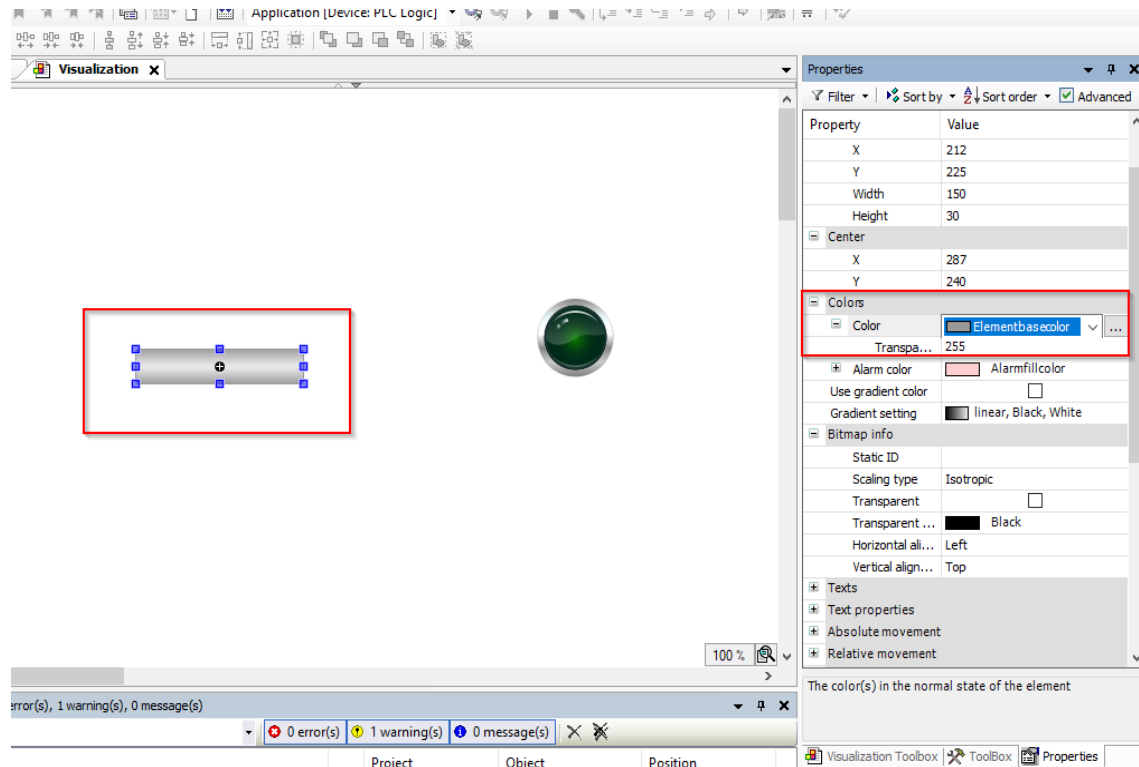 Application [Device: PLC Logic]
Visualization X
Properties
Filter Sort by Sort order Advanced
Property Value
X 212
Y 225
Width 150
Height 30
Center
X 287
Y 240
Colors
Color Elementbasecolor ...
Transpa... 255
Alarm color Alarmfillcolor
Use gradient color
Gradient setting linear, Black, White
Bitmap info
Static ID
Scaling type Isotropic
Transparent
Transparent ... Black
Horizontal ali... Left
Vertical align... Top
Texts
Text properties
Absolute movement
Relative movement
100 %
The color(s) in the normal state of the element
error(s), 1 warning(s), 0 message(s)
0 error(s) 1 warning(s) 0 message(s)
Project Object Position
Visualization Toolbox ToolBox Properties